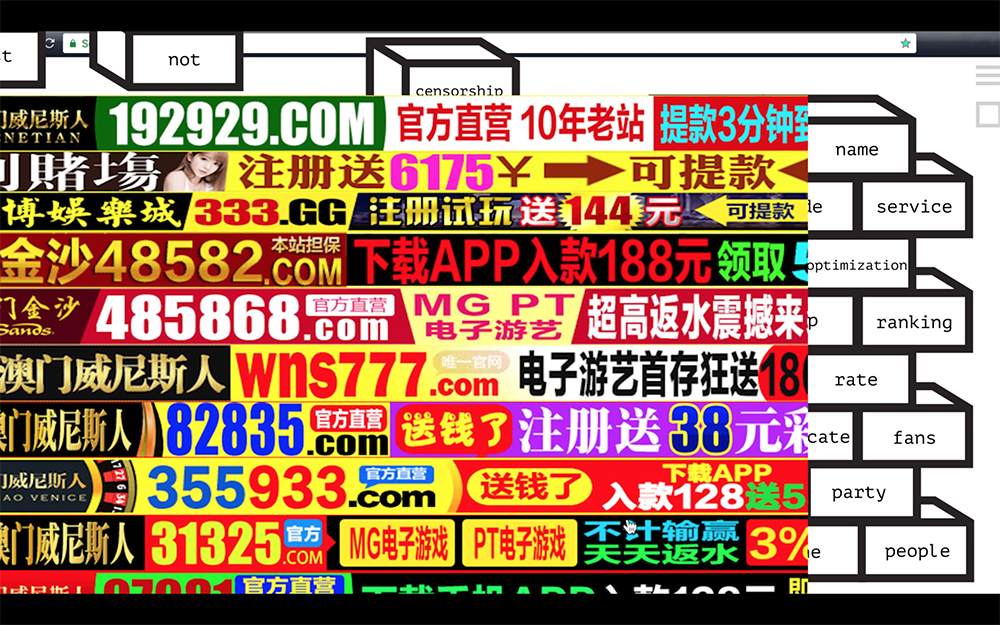 not
censorship
name
service
optimization
ranking
rate
fans
party
people
威尼斯人
192929.COM
官方直营 10年老站
提款3分钟到
賭場
注册送6175¥
可提款
博娛樂城
333.GG
注册试玩 送144元
可提款
金沙48582.COM
本站担保
下载APP入款188元 领取
金沙
Sands.
485868.com
官方直营
MG PT
电子游艺
超高返水震撼来
澳门威尼斯人
wns777.com
唯一官网
电子游艺首存狂送
门威尼斯人
82835.com
官方直营
送钱了
注册送 38元彩
威尼斯人
AO VENICE
355933.com
官方直营
送钱了
下载APP
入款128送5
门威尼斯人
31325.COM
官方
MG电子游戏
PT电子游戏
不计输赢
天天返水
3%
官方直营